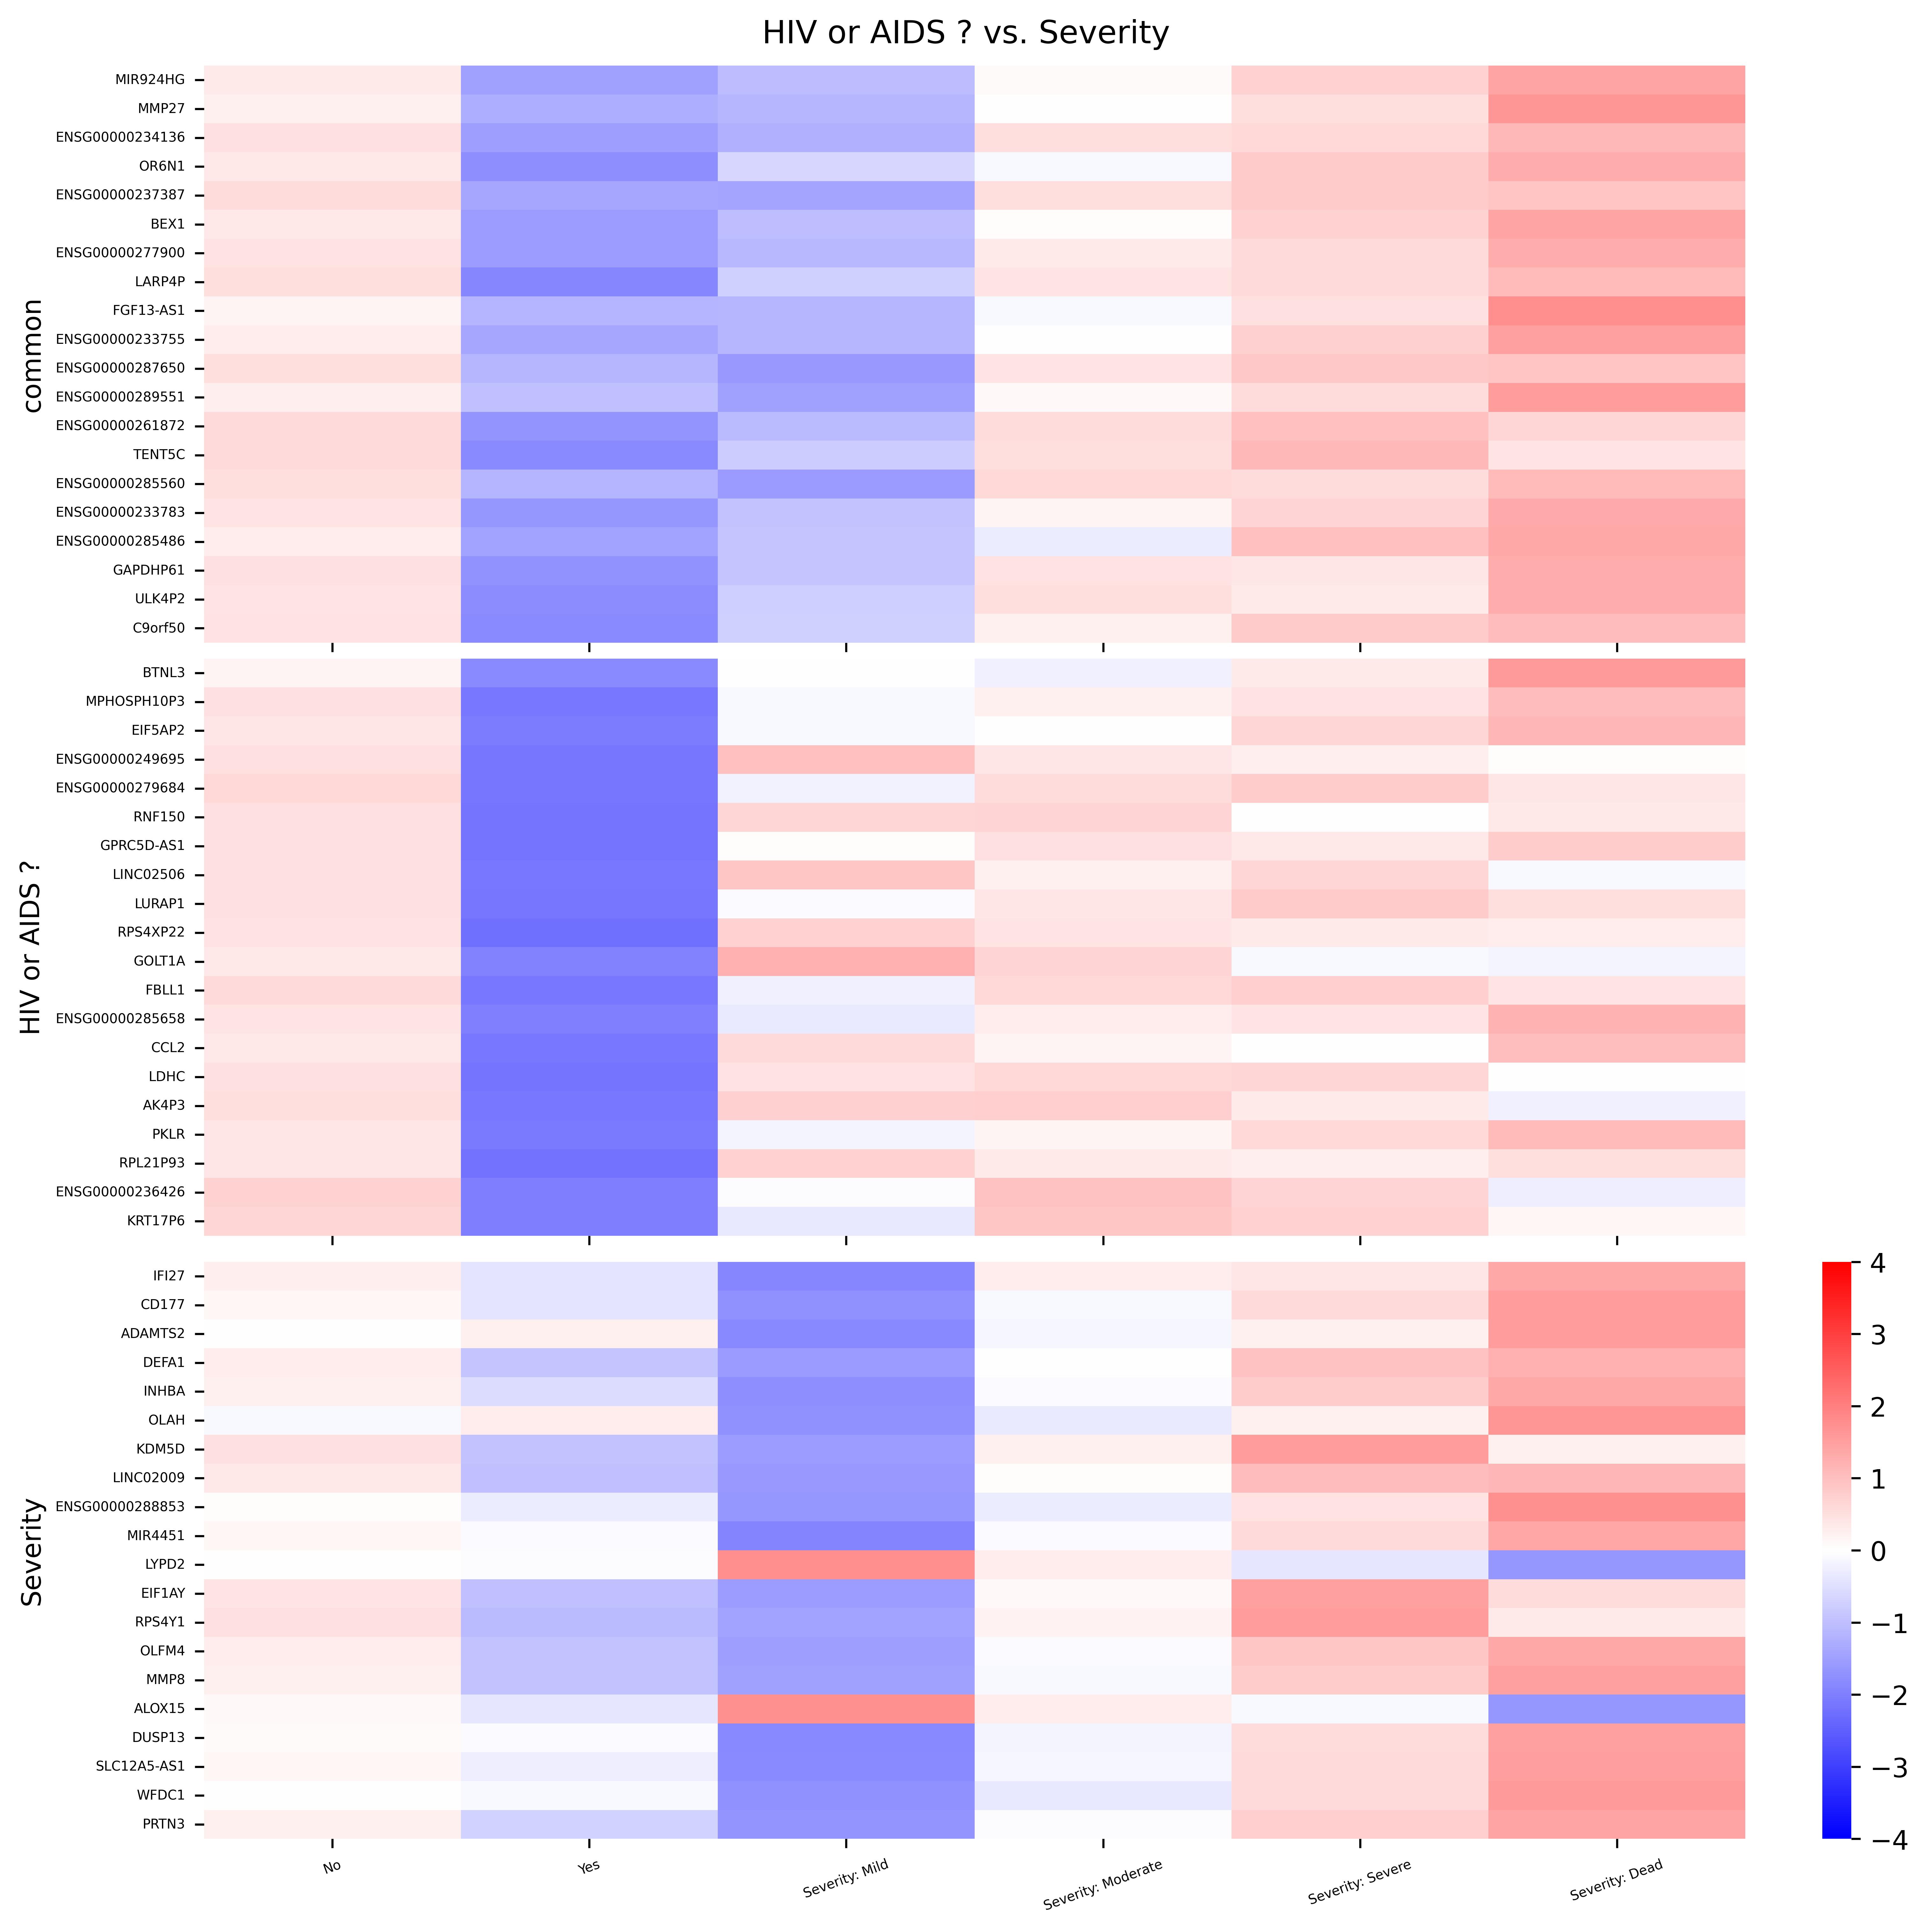 HIV or AIDS ? vs. Severity
common
MIR924HG
MMP27
ENSG00000234136
OR6N1
ENSG00000237387
BEX1
ENSG00000277900
LARP4P
FGF13-AS1
ENSG00000233755
ENSG00000287650
ENSG00000289551
ENSG00000261872
TENT5C
ENSG00000285560
ENSG00000233783
ENSG00000285486
GAPDHP61
ULK4P2
C9orf50
HIV or AIDS ?
BTNL3
MPHOSPH10P3
EIF5AP2
ENSG00000249695
ENSG00000279684
RNF150
GPRC5D-AS1
LINC02506
LURAP1
RPS4XP22
GOLT1A
FBLL1
ENSG00000285658
CCL2
LDHC
AK4P3
PKLR
RPL21P93
ENSG00000236426
KRT17P6
Severity
IFI27
CD177
ADAMTS2
DEFA1
INHBA
OLAH
KDM5D
LINC02009
ENSG00000288853
MIR4451
LYPD2
EIF1AY
RPS4Y1
OLFM4
MMP8
ALOX15
DUSP13
SLC12A5-AS1
WFDC1
PRTN3
No
Yes
Severity: Mild
Severity: Moderate
Severity: Severe
Severity: Dead
4
3
2
1
0
−1
−2
−3
−4